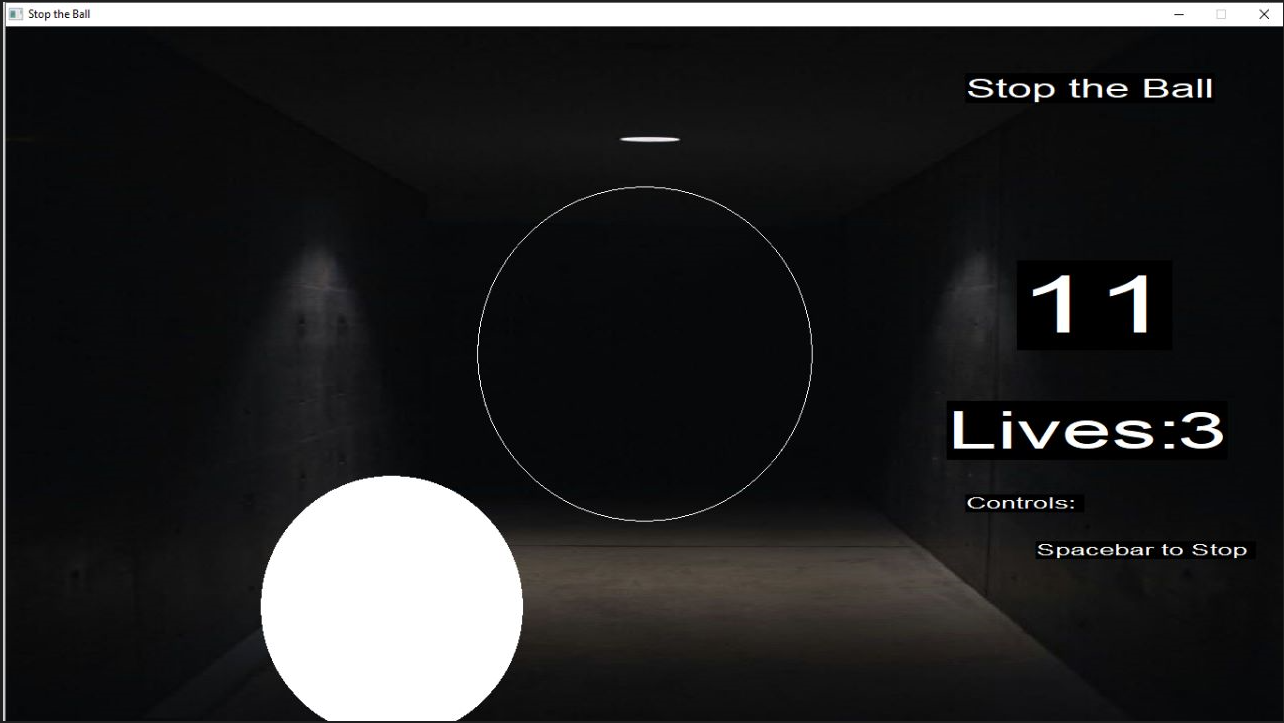 Stop the Ball
Stop the Ball
11
Lives:3
Controls:
Spacebar to Stop